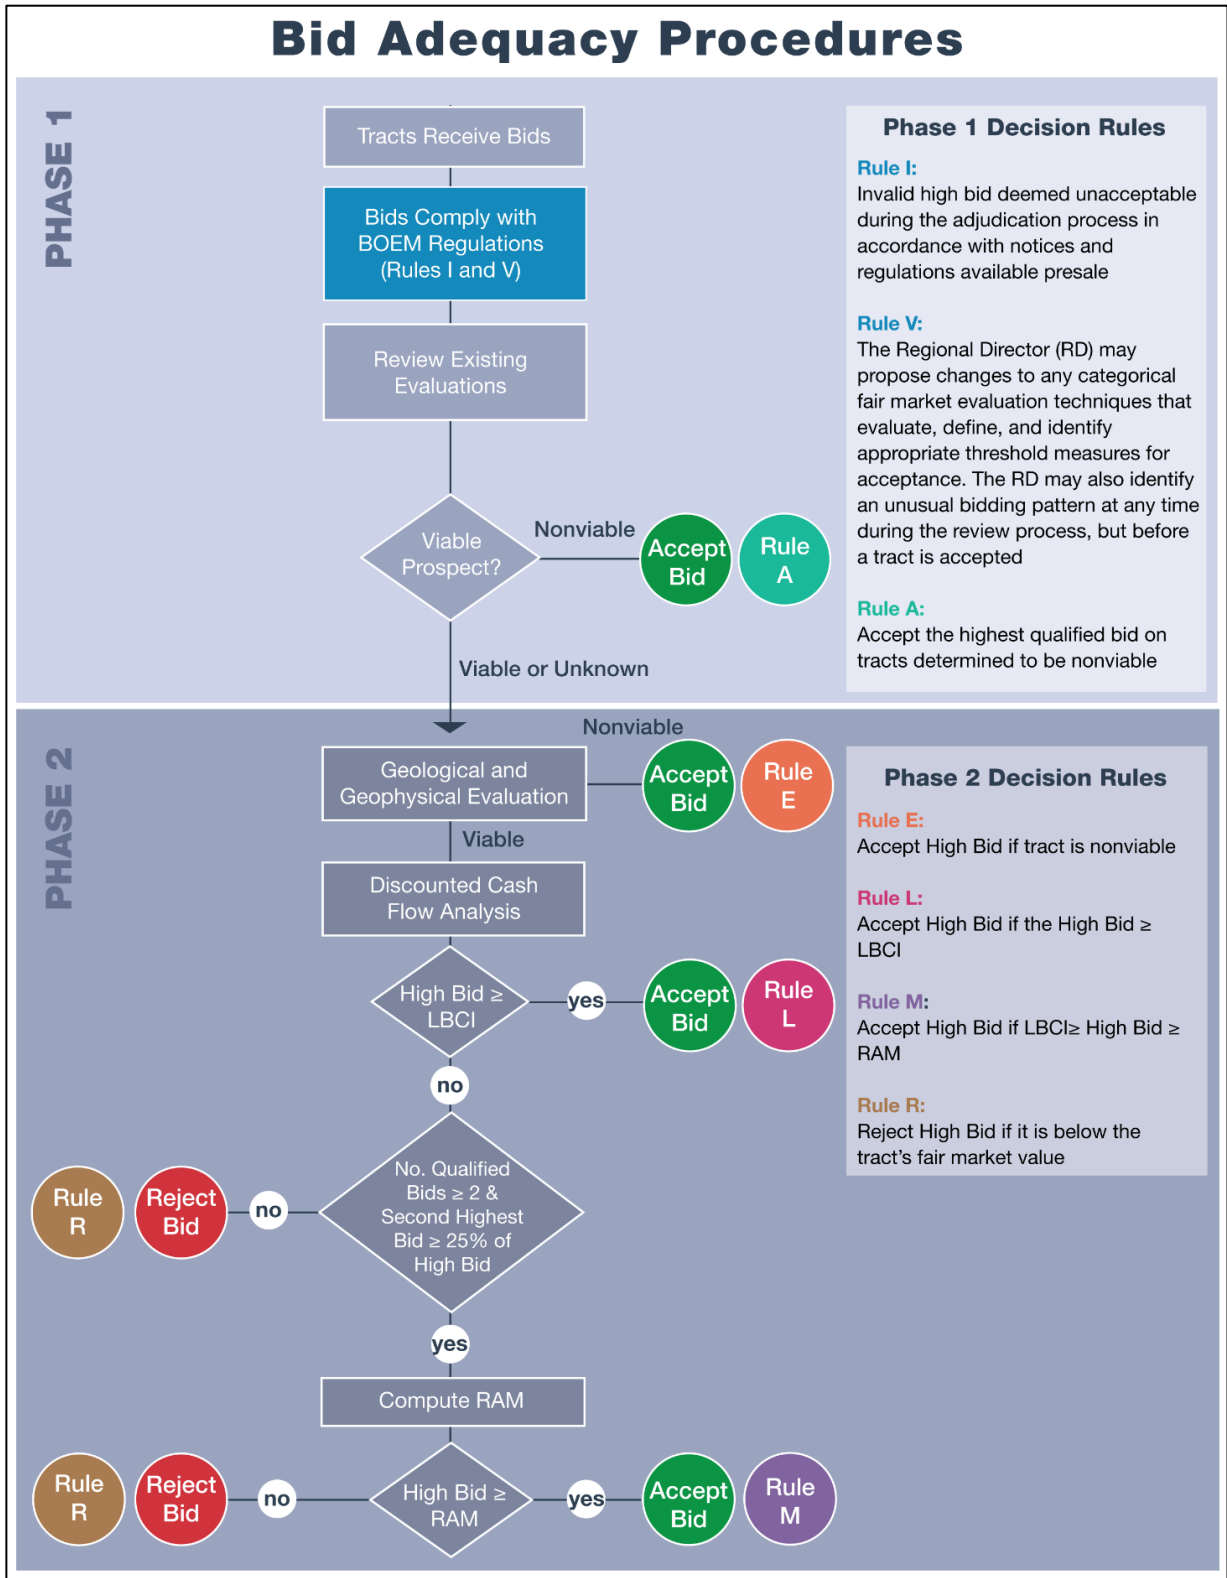 Bid Adequacy Procedures
PHASE 1
Tracts Receive Bids
Bids Comply with
BOEM Regulations
(Rules I and V)
Review Existing
Evaluations
Viable
Prospect?
Nonviable
Accept
Bid
Rule
A
Viable or Unknown
Phase 1 Decision Rules
Rule I:
Invalid high bid deemed unacceptable
during the adjudication process in
accordance with notices and
regulations available presale
Rule V:
The Regional Director (RD) may
propose changes to any categorical
fair market evaluation techniques that
evaluate, define, and identify
appropriate threshold measures for
acceptance. The RD may also identify
an unusual bidding pattern at any time
during the review process, but before
a tract is accepted
Rule A:
Accept the highest qualified bid on
tracts determined to be nonviable
PHASE 2
Nonviable
Geological and
Geophysical Evaluation
Accept
Bid
Rule
E
Viable
Discounted Cash
Flow Analysis
High Bid ≥
LBCI
yes
Accept
Bid
Rule
L
no
No. Qualified
Bids ≥ 2 &
Second Highest
Bid ≥ 25% of
High Bid
no
Reject
Bid
Rule
R
yes
Compute RAM
High Bid ≥
RAM
no
Reject
Bid
Rule
R
yes
Accept
Bid
Rule
M
Phase 2 Decision Rules
Rule E:
Accept High Bid if tract is nonviable
Rule L:
Accept High Bid if the High Bid ≥
LBCI
Rule M:
Accept High Bid if LBCI≥ High Bid ≥
RAM
Rule R:
Reject High Bid if it is below the
tract's fair market value